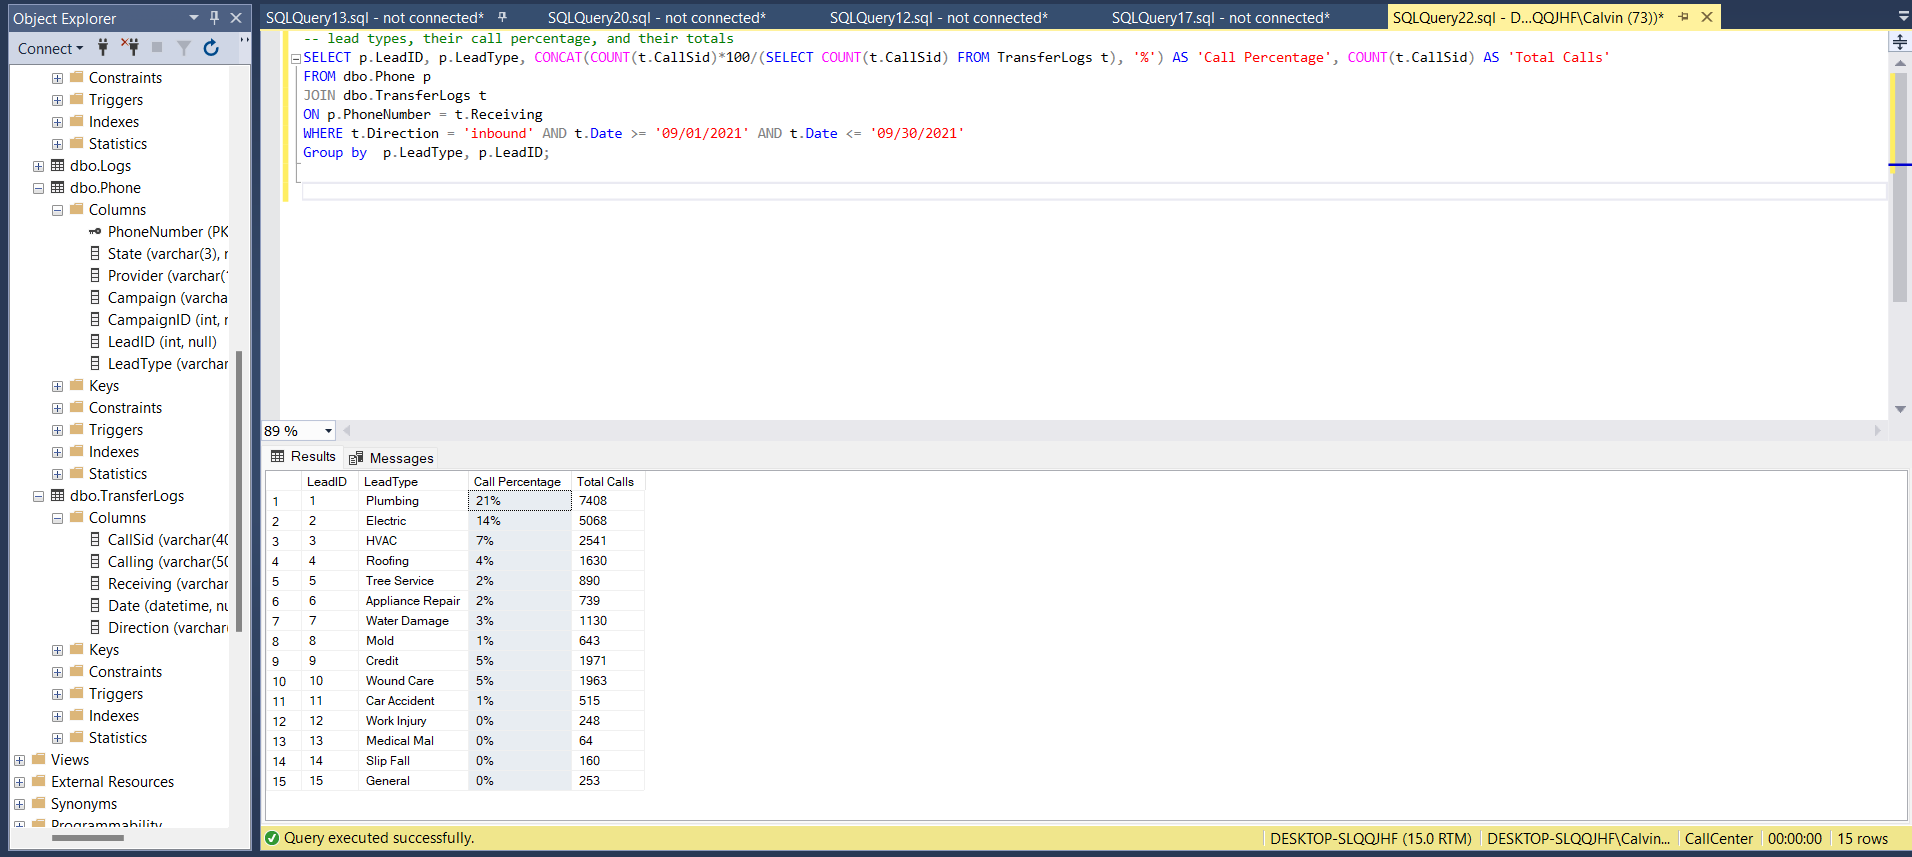 Object Explorer
Connect
Constraints
Triggers
Indexes
Statistics
dbo.Logs
dbo.Phone
Columns
PhoneNumber (PK
State (varchar(3), r
Provider (varchar(
Campaign (varcha
CampaignID (int, r
LeadID (int, null)
LeadType (varchar
Keys
Constraints
Triggers
Indexes
Statistics
dbo.TransferLogs
Columns
CallSid (varchar(40
Calling (varchar(50
Receiving (varchar
Date (datetime, nu
Direction (varchar(
Keys
Constraints
Triggers
Indexes
Statistics
Views
External Resources
Synonyms
Programmability
SQLQuery13.sql - not connected* SQLQuery20.sql - not connected* SQLQuery12.sql - not connected* SQLQuery17.sql - not connected* SQLQuery22.sql - D...QQJHF\Calvin (73))*
-- lead types, their call percentage, and their totals
SELECT p.LeadID, p.LeadType, CONCAT(COUNT(t.CallSid)*100/(SELECT COUNT(t.CallSid) FROM TransferLogs t), '%') AS 'Call Percentage', COUNT(t.CallSid) AS 'Total Calls'
FROM dbo.Phone p
JOIN dbo.TransferLogs t
ON p.PhoneNumber = t.Receiving
WHERE t.Direction = 'inbound' AND t.Date >= '09/01/2021' AND t.Date <= '09/30/2021'
Group by  p.LeadType, p.LeadID;
89 %
Results Messages
LeadID LeadType Call Percentage Total Calls
1 1 Plumbing 21% 7408
2 2 Electric 14% 5068
3 3 HVAC 7% 2541
4 4 Roofing 4% 1630
5 5 Tree Service 2% 890
6 6 Appliance Repair 2% 739
7 7 Water Damage 3% 1130
8 8 Mold 1% 643
9 9 Credit 5% 1971
10 10 Wound Care 5% 1963
11 11 Car Accident 1% 515
12 12 Work Injury 0% 248
13 13 Medical Mal 0% 64
14 14 Slip Fall 0% 160
15 15 General 0% 253
Query executed successfully. DESKTOP-SLQQJHF (15.0 RTM) DESKTOP-SLQQJHF\Calvin... CallCenter 00:00:00 15 rows